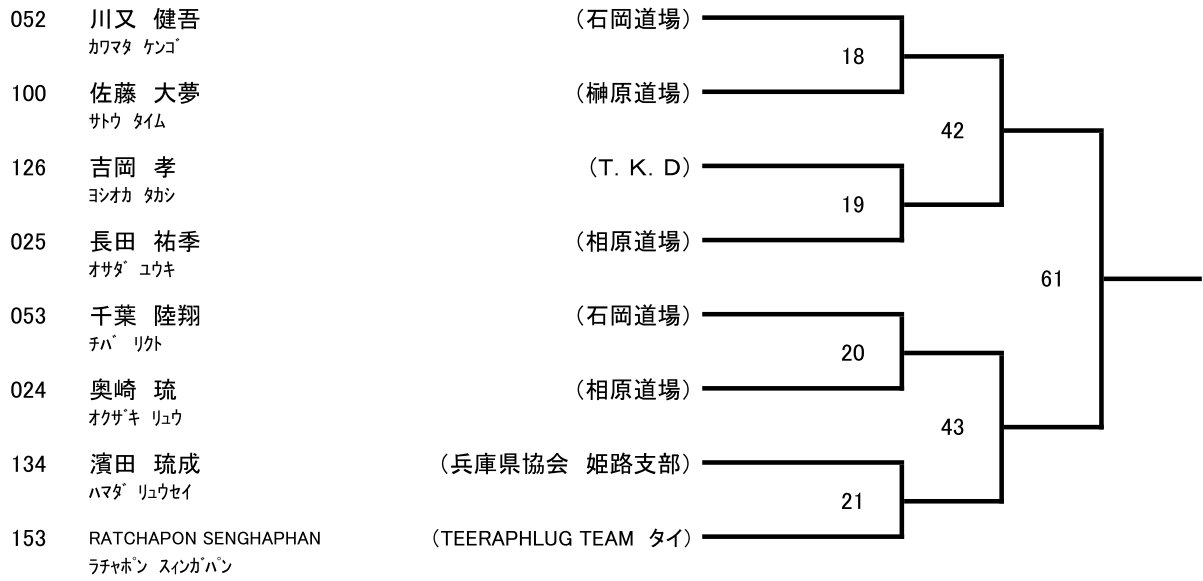 052 川又 健吾 （石岡道場）
ｶﾜﾏﾀ ｹﾝｺﾞ
18
100 佐藤 大夢 （榊原道場）
ｻﾄｳ ﾀｲﾑ
42
126 吉岡 孝 （Ｔ．Ｋ．Ｄ）
ﾖｼｵｶ ﾀｶｼ
19
025 長田 祐季 （相原道場）
ｵｻﾀﾞ ﾕｳｷ
61
053 千葉 陸翔 （石岡道場）
ﾁﾊﾞ ﾘｸﾄ
20
024 奥崎 琉 （相原道場）
ｵｸｻﾞｷ ﾘｭｳ
43
134 濱田 琉成 （兵庫県協会 姫路支部）
ﾊﾏﾀﾞ ﾘｭｳｾｲ
21
153 RATCHAPON SENGHAPHAN （TEERAPHLUG TEAM タイ）
ﾗﾁｬﾎﾟﾝ ｽｨﾝｶﾞﾊﾟﾝ